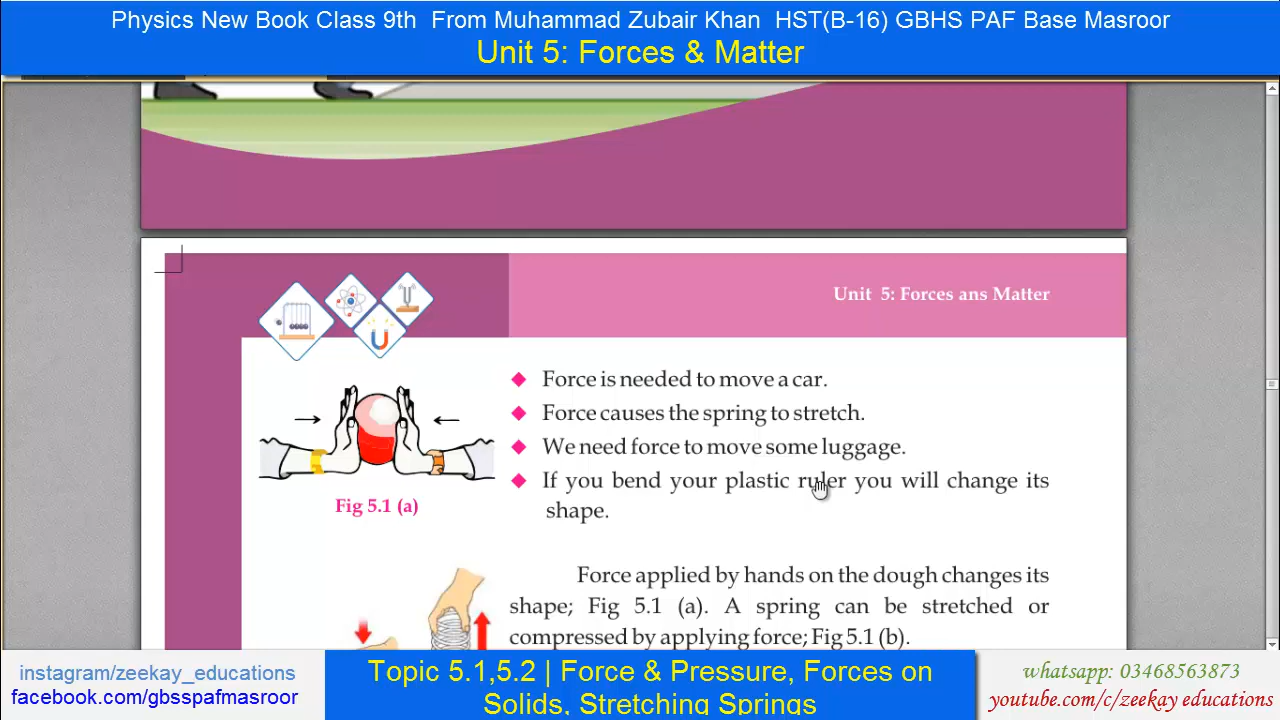 Physics New Book Class 9th From Muhammad Zubair Khan HST(B-16) GBHS PAF Base Masroor
Unit 5: Forces & Matter
Unit 5: Forces ans Matter
Force is needed to move a car.
Force causes the spring to stretch.
We need force to move some luggage.
If you bend your plastic ruler you will change its
shape.
Fig 5.1 (a)
Force applied by hands on the dough changes its
shape; Fig 5.1 (a). A spring can be stretched or
compressed by applying force; Fig 5.1 (b).
instagram/zeekay_educations
facebook.com/gbsspafmasroor
Topic 5.1,5.2 | Force & Pressure, Forces on
Solids, Stretching Springs
whatsapp: 03468563873
youtube.com/c/zeekay educations